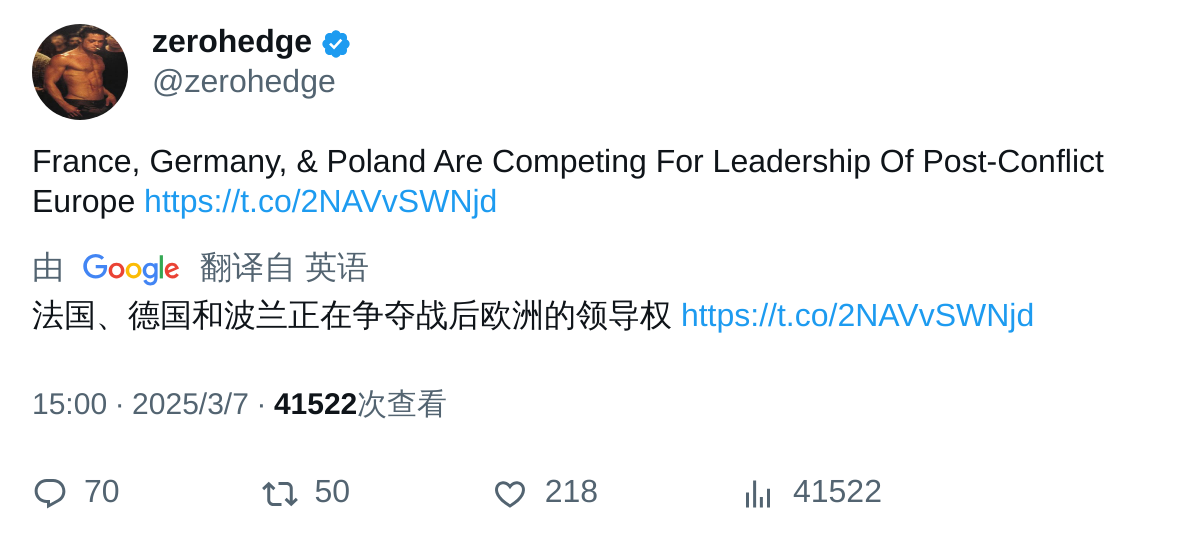 zerohedge
@zerohedge
France, Germany, & Poland Are Competing For Leadership Of Post-Conflict
Europe https://t.co/2NAVvSWNjd
由 Google 翻译自 英语
法国、德国和波兰正在争夺战后欧洲的领导权 https://t.co/2NAVvSWNjd
15:00 · 2025/3/7 · 41522次查看
70 50 218 41522